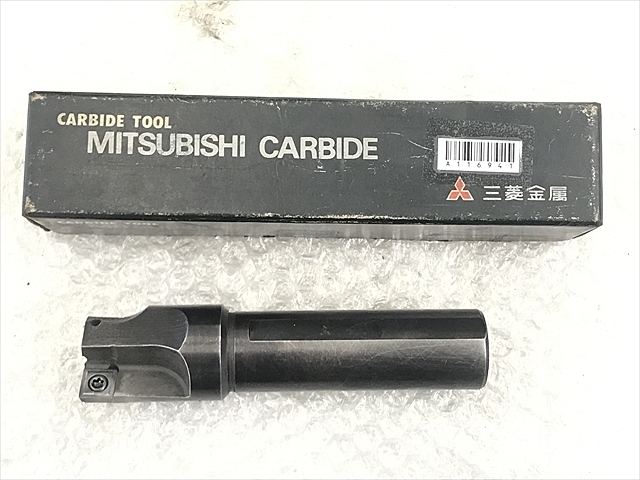 CARBIDE TOOL
MITSUBISHI CARBIDE
A116941
三菱金属